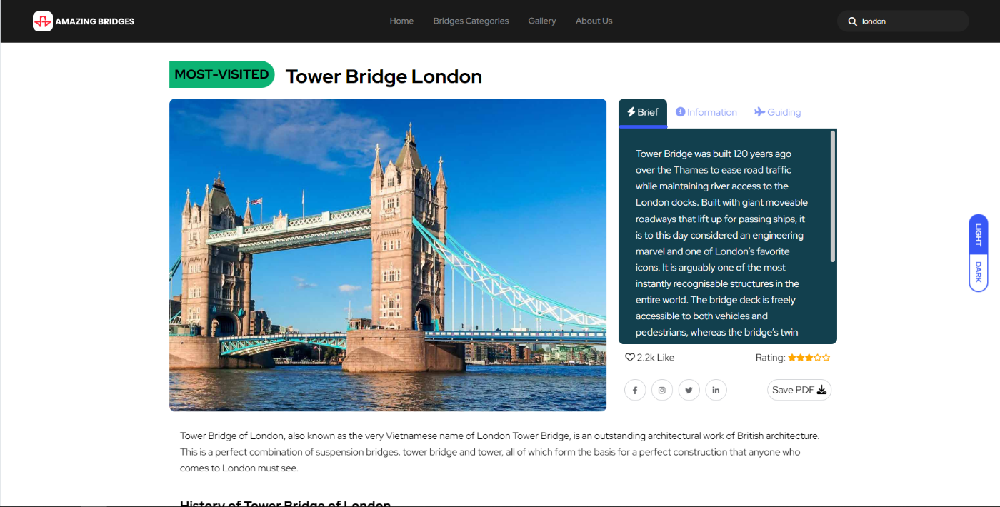 AMAZING BRIDGES
Home
Bridges Categories
Gallery
About Us
london
MOST-VISITED
Tower Bridge London
Brief
Information
Guiding
Tower Bridge was built 120 years ago
over the Thames to ease road traffic
while maintaining river access to the
London docks. Built with giant moveable
roadways that lift up for passing ships, it
is to this day considered an engineering
marvel and one of London's favorite
icons. It is arguably one of the most
instantly recognisable structures in the
entire world. The bridge deck is freely
accessible to both vehicles and
pedestrians, whereas the bridge's twin
LIGHT
DARK
2.2k Like
Rating:
Save PDF
Tower Bridge of London, also known as the very Vietnamese name of London Tower Bridge, is an outstanding architectural work of British architecture.
This is a perfect combination of suspension bridges. tower bridge and tower, all of which form the basis for a perfect construction that anyone who
comes to London must see.
History of Tower Bridge of London